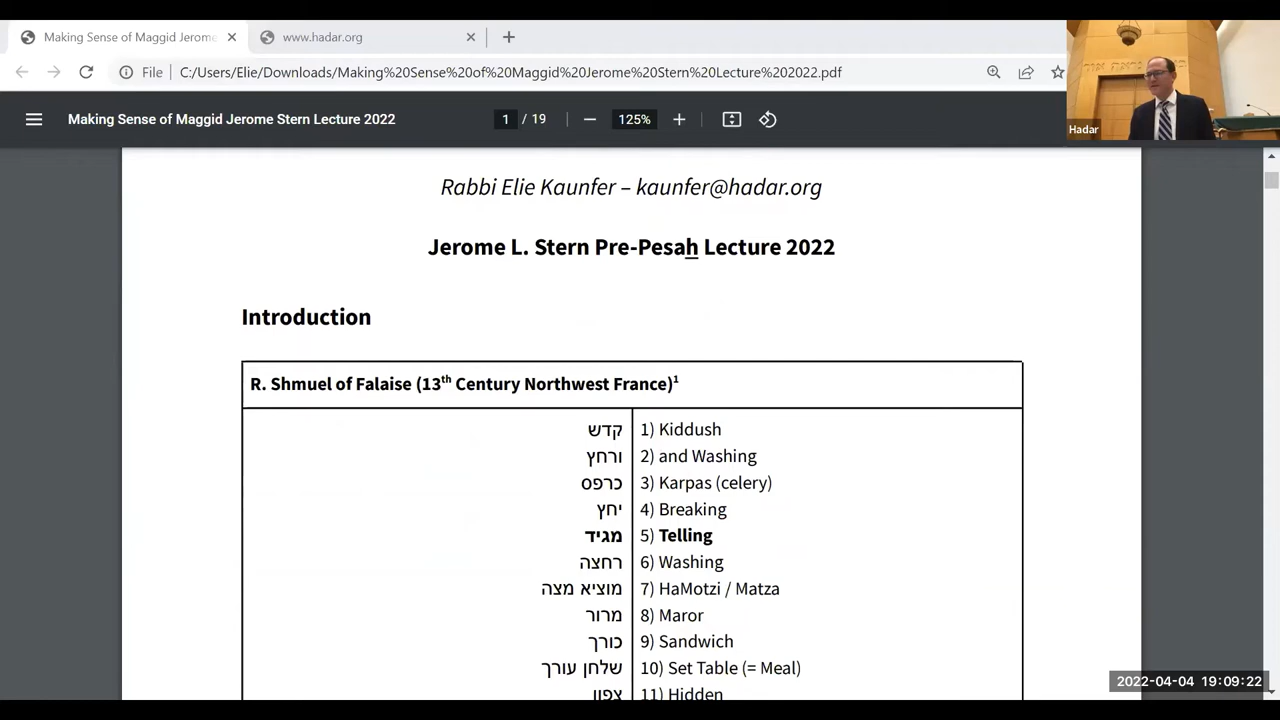 Making Sense of Maggid Jerome
www.hadar.org
File
C:/Users/Elie/Downloads/Making%20Sense%20of%20Maggid%20Jerome%20Stern%20Lecture%202022.pdf
Making Sense of Maggid Jerome Stern Lecture 2022
1 / 19
125%
Hadar
Rabbi Elie Kaunfer – kaunfer@hadar.org
Jerome L. Stern Pre-Pesah Lecture 2022
Introduction
R. Shmuel of Falaise (13th Century Northwest France)1
קדש 1) Kiddush
ורחץ 2) and Washing
כרפס 3) Karpas (celery)
יחץ 4) Breaking
מגיד 5) Telling
רחצה 6) Washing
מוציא מצה 7) HaMotzi / Matza
מרור 8) Maror
כורך 9) Sandwich
שלחן עורך 10) Set Table (= Meal)
צפון 11) Hidden
2022-04-04 19:09:22